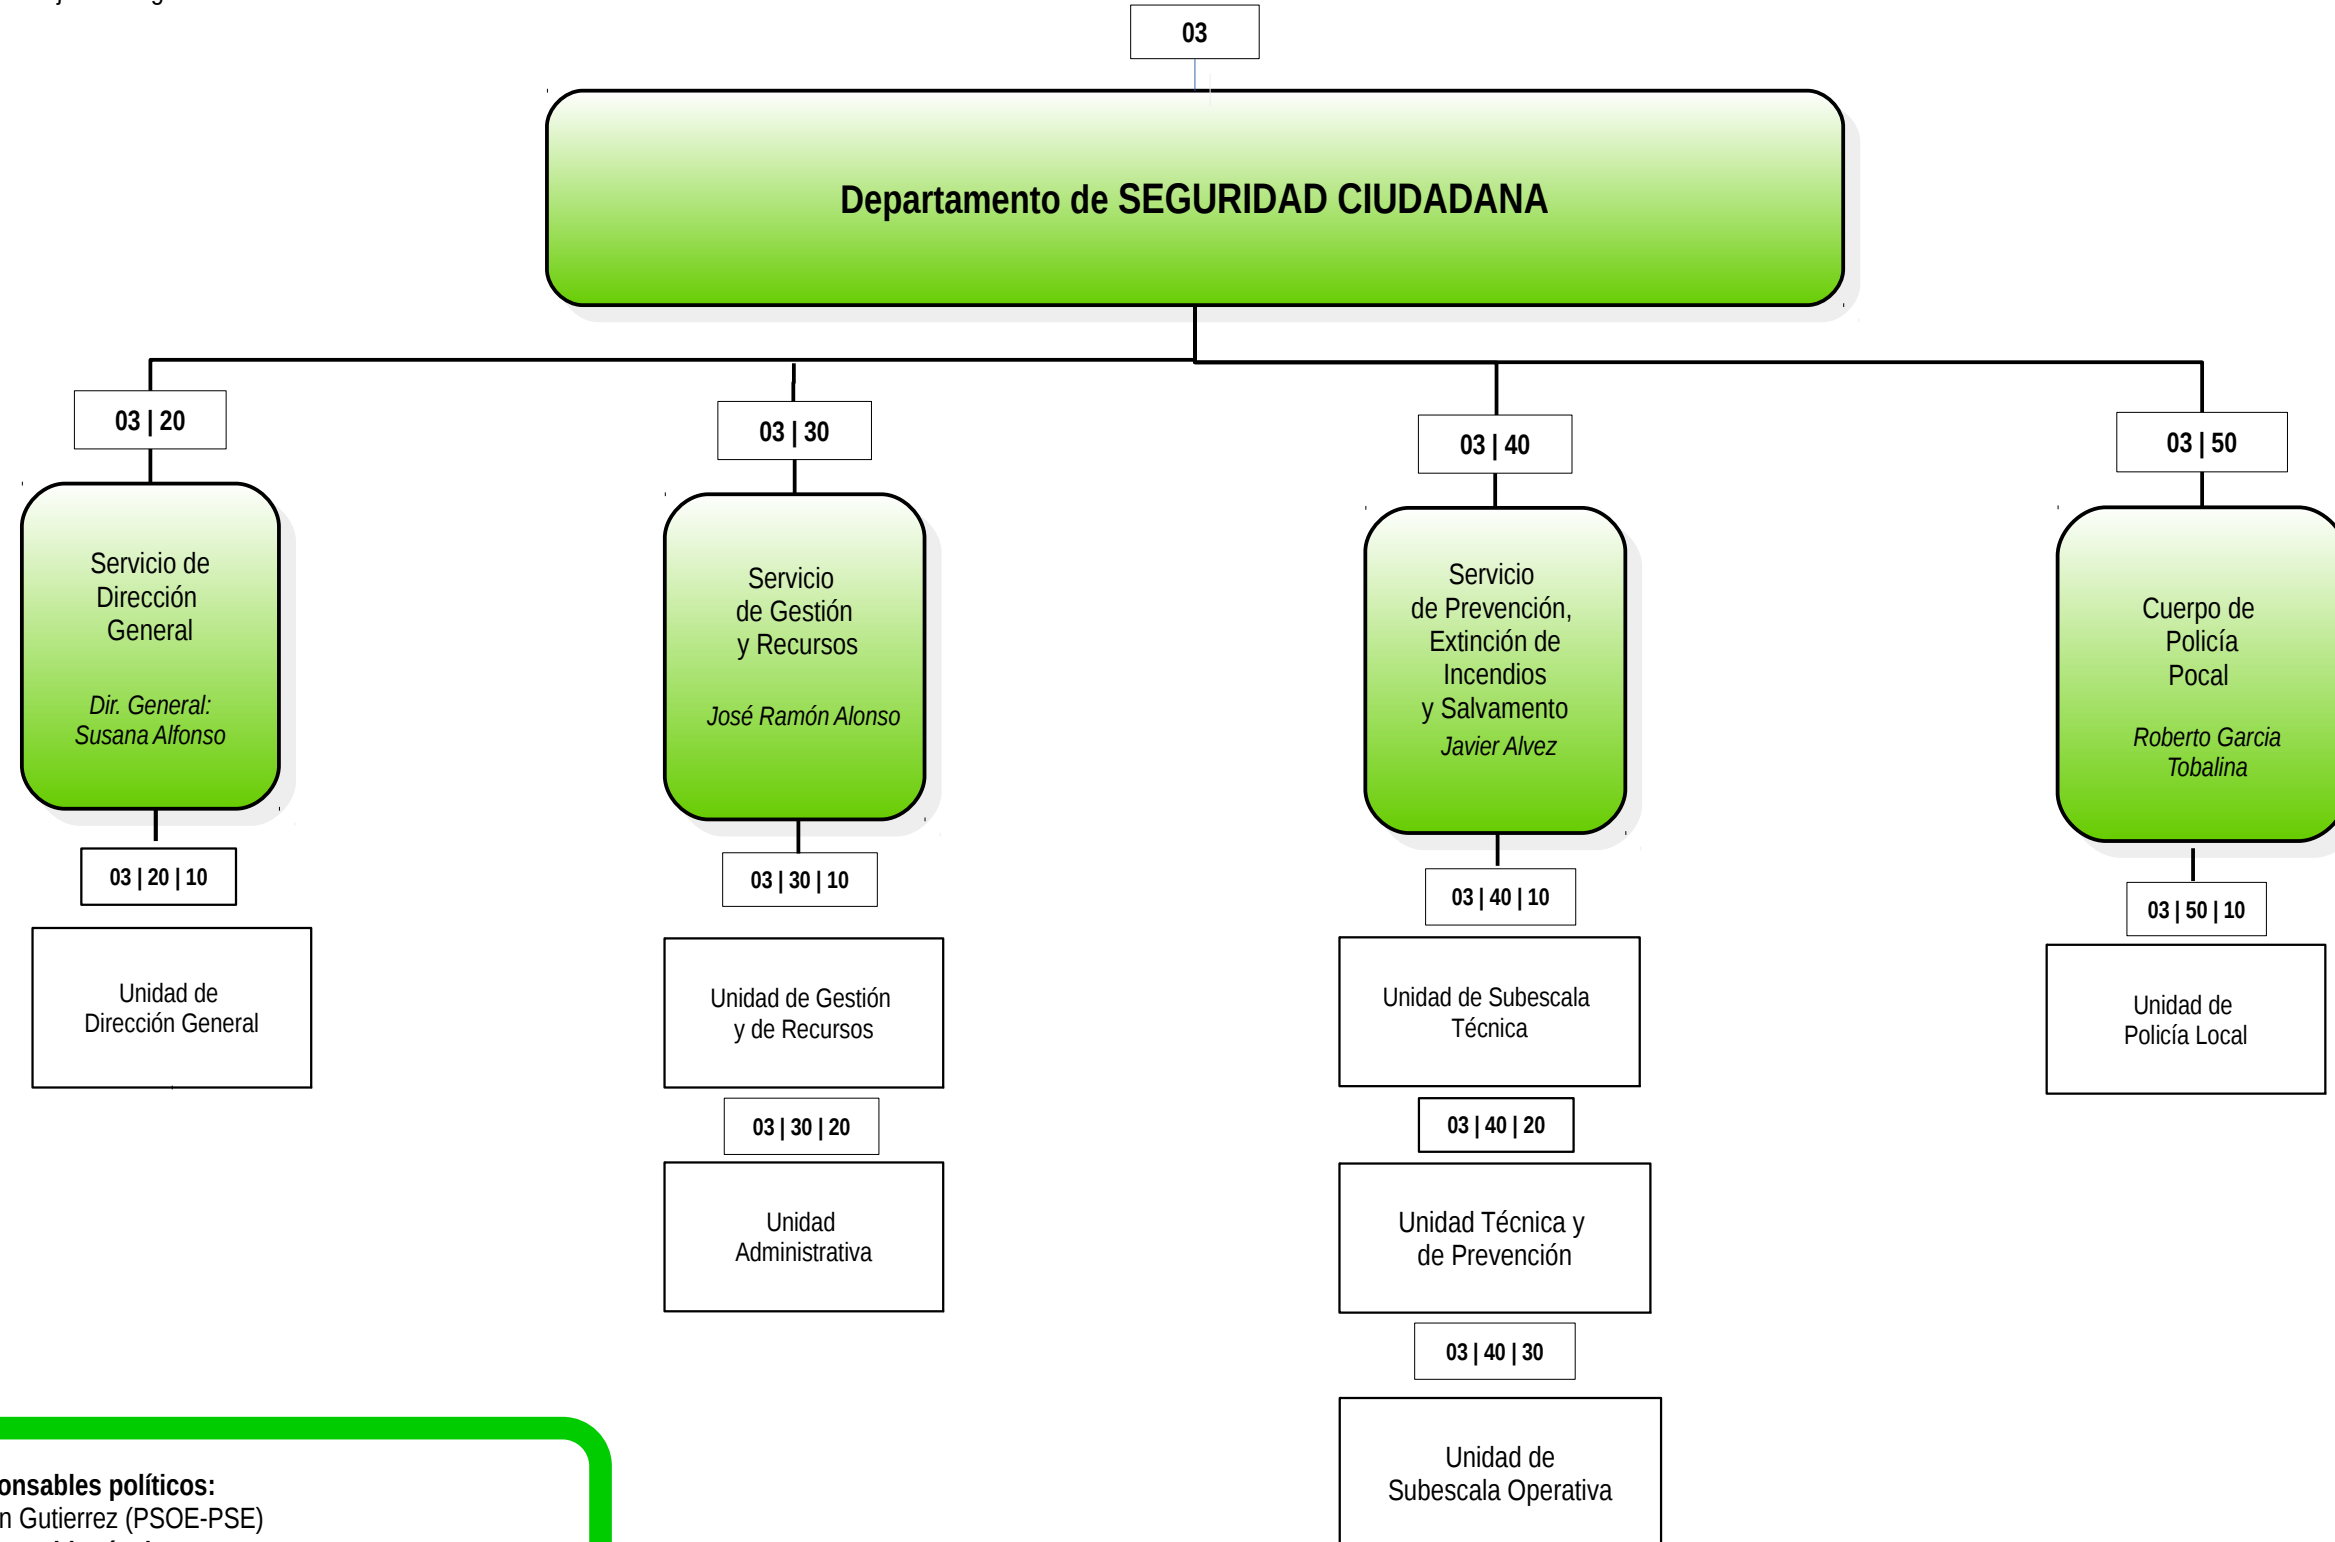 03
Departamento de SEGURIDAD CIUDADANA
03 | 20
03 | 30
03 | 40
03 | 50
Servicio de
Dirección
General
Dir. General:
Susana Alfonso
Servicio
de Gestión
y Recursos
José Ramón Alonso
Servicio
de Prevención,
Extinción de
Incendios
y Salvamento
Javier Alvez
Cuerpo de
Policía
Pocal
Roberto Garcia
Tobalina
03 | 20 | 10
Unidad de
Dirección General
03 | 30 | 10
Unidad de Gestión
y de Recursos
03 | 30 | 20
Unidad
Administrativa
03 | 40 | 10
Unidad de Subescala
Técnica
03 | 40 | 20
Unidad Técnica y
de Prevención
03 | 40 | 30
Unidad de
Subescala Operativa
03 | 50 | 10
Unidad de
Policía Local
onsables políticos:
n Gutierrez (PSOE-PSE)